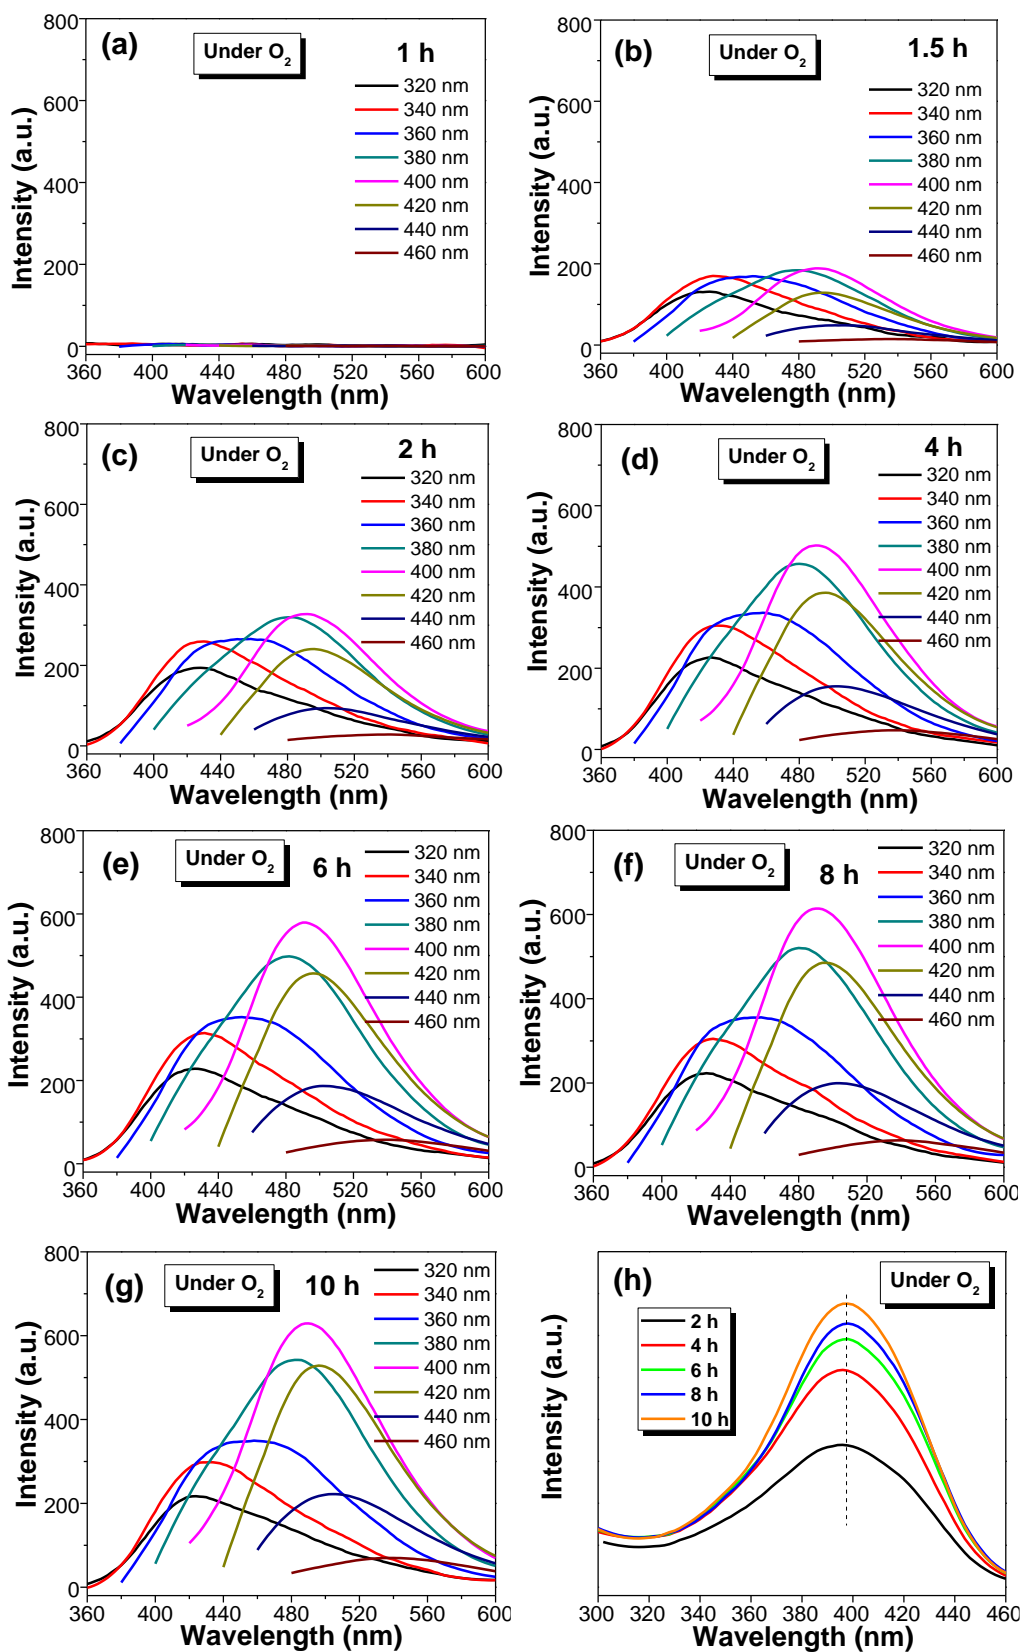 (a)
Under O2
1 h
320 nm
340 nm
360 nm
380 nm
400 nm
420 nm
440 nm
460 nm
800
600
400
200
0
360 400 440 480 520 560 600
Intensity (a.u.)
Wavelength (nm)
(b)
Under O2
1.5 h
320 nm
340 nm
360 nm
380 nm
400 nm
420 nm
440 nm
460 nm
800
600
400
200
0
360 400 440 480 520 560 600
Intensity (a.u.)
Wavelength (nm)
(c)
Under O2
2 h
320 nm
340 nm
360 nm
380 nm
400 nm
420 nm
440 nm
460 nm
800
600
400
200
0
360 400 440 480 520 560 600
Intensity (a.u.)
Wavelength (nm)
(d)
Under O2
4 h
320 nm
340 nm
360 nm
380 nm
400 nm
420 nm
440 nm
460 nm
800
600
400
200
0
360 400 440 480 520 560 600
Intensity (a.u.)
Wavelength (nm)
(e)
Under O2
6 h
320 nm
340 nm
360 nm
380 nm
400 nm
420 nm
440 nm
460 nm
800
600
400
200
0
360 400 440 480 520 560 600
Intensity (a.u.)
Wavelength (nm)
(f)
Under O2
8 h
320 nm
340 nm
360 nm
380 nm
400 nm
420 nm
440 nm
460 nm
800
600
400
200
0
360 400 440 480 520 560 600
Intensity (a.u.)
Wavelength (nm)
(g)
Under O2
10 h
320 nm
340 nm
360 nm
380 nm
400 nm
420 nm
440 nm
460 nm
800
600
400
200
0
360 400 440 480 520 560 600
Intensity (a.u.)
Wavelength (nm)
(h)
Under O2
2 h
4 h
6 h
8 h
10 h
300 320 340 360 380 400 420 440 460
Intensity (a.u.)
Wavelength (nm)